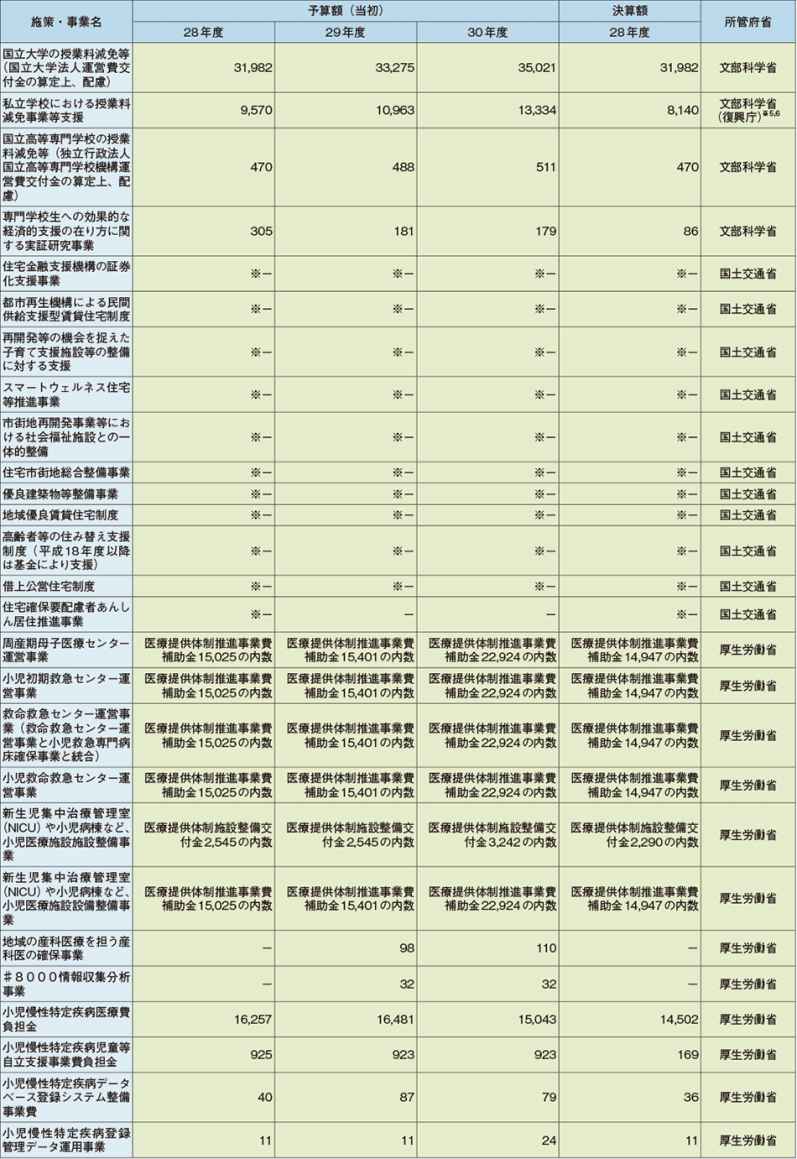 施策・事業名 予算額（当初） 決算額 所管府省
28年度 29年度 30年度 28年度
国立大学の授業料減免等
（国立大学法人運営費交
付金の算定上、配慮）
31,982 33,275 35,021 31,982 文部科学省
私立学校における授業料
減免事業等支援
9,570 10,963 13,334 8,140 文部科学省
（復興庁）※5,6
国立高等専門学校の授業
料減免等（独立行政法人
国立高等専門学校機構運
営費交付金の算定上、配
慮）
470 488 511 470 文部科学省
専門学校生への効果的な
経済的支援の在り方に関
する実証研究事業
305 181 179 86 文部科学省
住宅金融支援機構の証券
化支援事業
※－ ※－ ※－ ※－ 国土交通省
都市再生機構による民間
供給支援型賃貸住宅制度
※－ ※－ ※－ ※－ 国土交通省
再開発等の機会を捉えた
子育て支援施設等の整備
に対する支援
※－ ※－ ※－ ※－ 国土交通省
スマートウェルネス住宅
等推進事業
※－ ※－ ※－ ※－ 国土交通省
市街地再開発事業等にお
ける社会福祉施設との一
体的整備
※－ ※－ ※－ ※－ 国土交通省
住宅市街地総合整備事業 ※－ ※－ ※－ ※－ 国土交通省
優良建築物等整備事業 ※－ ※－ ※－ ※－ 国土交通省
地域優良賃貸住宅制度 ※－ ※－ ※－ ※－ 国土交通省
高齢者等の住み替え支援
制度（平成18年度以降
は基金により支援）
※－ ※－ ※－ ※－ 国土交通省
借上公営住宅制度 ※－ ※－ ※－ ※－ 国土交通省
住宅確保要配慮者あんし
ん居住推進事業
※－ － － ※－ 国土交通省
周産期母子医療センター
運営事業
医療提供体制推進事業費 医療提供体制推進事業費 医療提供体制推進事業費 医療提供体制推進事業費 厚生労働省
補助金15,025の内数 補助金15,401の内数 補助金22,924の内数 補助金14,947の内数
小児初期救急センター運
営事業
医療提供体制推進事業費 医療提供体制推進事業費 医療提供体制推進事業費 医療提供体制推進事業費 厚生労働省
補助金15,025の内数 補助金15,401の内数 補助金22,924の内数 補助金14,947の内数
救命救急センター運営事
業（救命救急センター運
営事業と小児救急専門病
床確保事業と統合）
医療提供体制推進事業費 医療提供体制推進事業費 医療提供体制推進事業費 医療提供体制推進事業費 厚生労働省
補助金15,025の内数 補助金15,401の内数 補助金22,924の内数 補助金14,947の内数
小児救命救急センター運
営事業
医療提供体制推進事業費 医療提供体制推進事業費 医療提供体制推進事業費 医療提供体制推進事業費 厚生労働省
補助金15,025の内数 補助金15,401の内数 補助金22,924の内数 補助金14,947の内数
新生児集中治療管理室
（NICU）や小児病棟など、
小児医療施設施設整備事
業
医療提供体制施設整備交 医療提供体制施設整備交 医療提供体制施設整備交 医療提供体制施設整備交 厚生労働省
付金2,545の内数 付金2,545の内数 付金3,242の内数 付金2,290の内数
新生児集中治療管理室
（NICU）や小児病棟など、
小児医療施設設備整備事
業
医療提供体制推進事業費 医療提供体制推進事業費 医療提供体制推進事業費 医療提供体制推進事業費 厚生労働省
補助金15,025の内数 補助金15,401の内数 補助金22,924の内数 補助金14,947の内数
地域の産科医療を担う産
科医の確保事業
－ 98 110 － 厚生労働省
♯８０００情報収集分析
事業
－ 32 32 － 厚生労働省
小児慢性特定疾病医療費
負担金
16,257 16,481 15,043 14,502 厚生労働省
小児慢性特定疾病児童等
自立支援事業費負担金
925 923 923 169 厚生労働省
小児慢性特定疾病データ
ベース登録システム整備
事業費
40 87 79 36 厚生労働省
小児慢性特定疾病登録
管理データ運用事業
11 11 24 11 厚生労働省